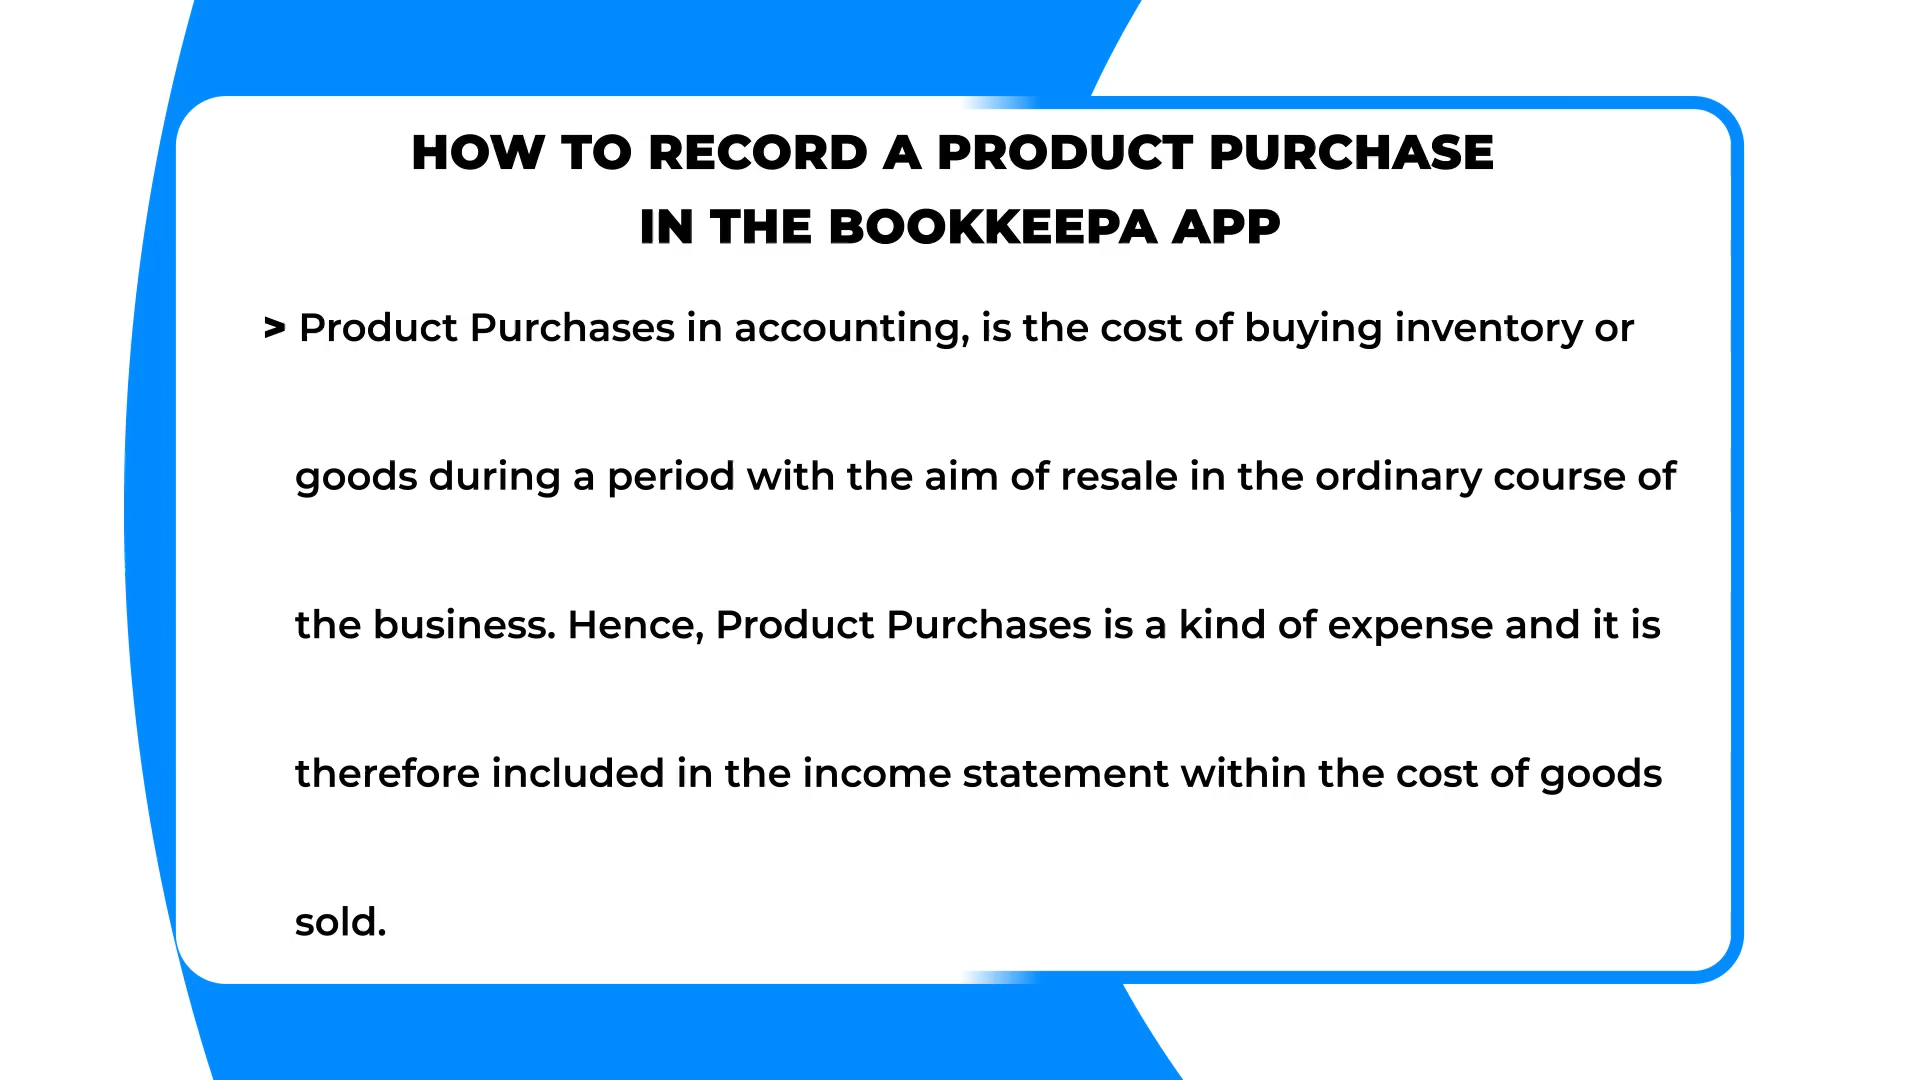 HOW TO RECORD A PRODUCT PURCHASE
IN THE BOOKKEEPA APP
> Product Purchases in accounting, is the cost of buying inventory or
goods during a period with the aim of resale in the ordinary course of
the business. Hence, Product Purchases is a kind of expense and it is
therefore included in the income statement within the cost of goods
sold.